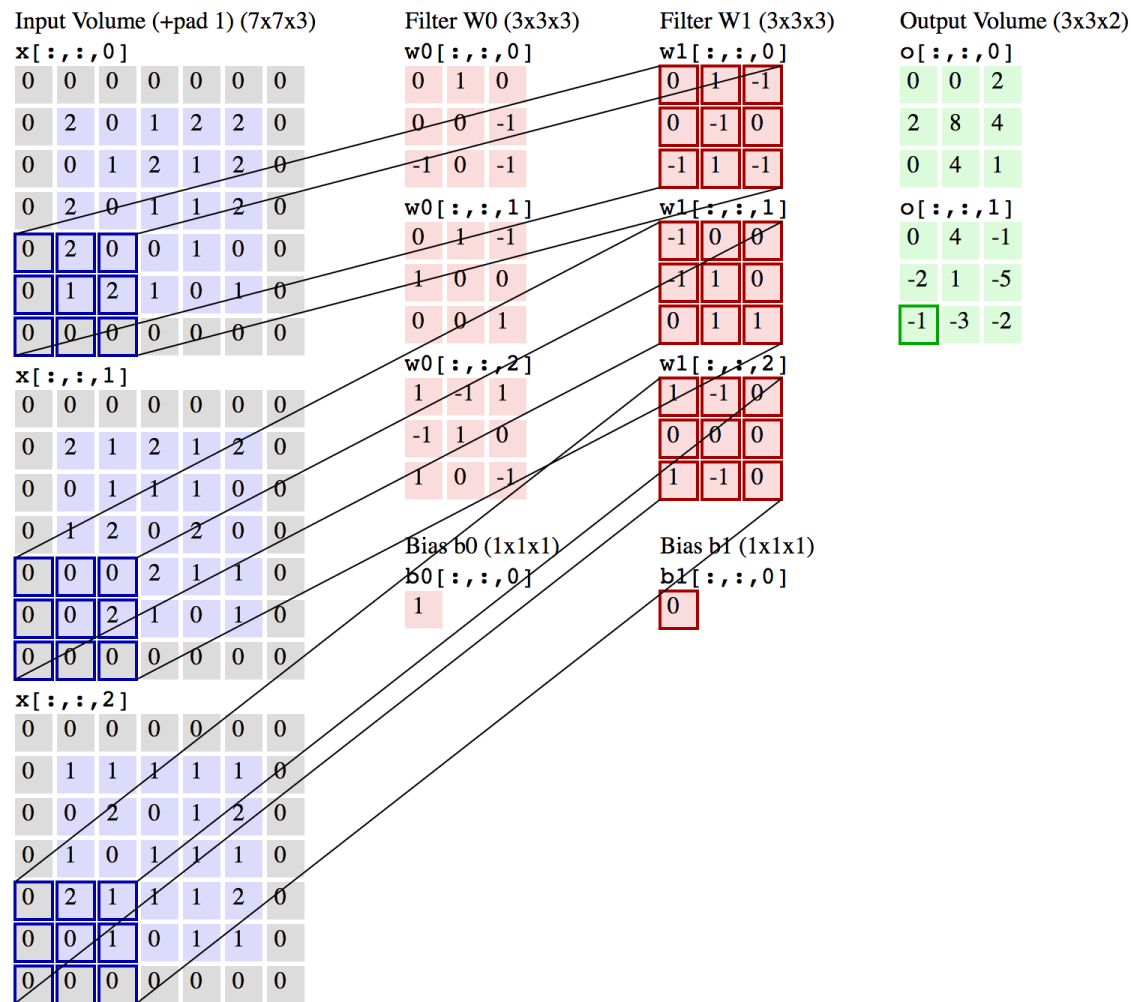 Input Volume (+pad 1) (7x7x3)
x[:,:,0]
0 0 0 0 0 0 0
0 2 0 1 2 2 0
0 0 1 2 1 2 0
0 2 0 1 1 2 0
0 2 0 0 1 0 0
0 1 2 1 0 1 0
0 0 0 0 0 0 0
x[:,:,1]
0 0 0 0 0 0 0
0 2 1 2 1 2 0
0 0 1 1 1 0 0
0 1 2 0 2 0 0
0 0 0 2 1 1 0
0 0 2 1 0 1 0
0 0 0 0 0 0 0
x[:,:,2]
0 0 0 0 0 0 0
0 1 1 1 1 1 0
0 0 2 0 1 2 0
0 1 0 1 1 1 0
0 2 1 1 1 2 0
0 0 1 0 1 1 0
0 0 0 0 0 0 0
Filter W0 (3x3x3)
w0[:,:,0]
0 1 0
0 0 -1
-1 0 -1
w0[:,:,1]
0 1 -1
1 0 0
0 0 1
w0[:,:,2]
1 -1 1
-1 1 0
1 0 -1
Bias b0 (1x1x1)
b0[:,:,0]
1
Filter W1 (3x3x3)
w1[:,:,0]
0 1 -1
0 -1 0
-1 1 -1
w1[:,:,1]
-1 0 0
-1 1 0
0 1 1
w1[:,:,2]
1 -1 0
0 0 0
1 -1 0
Bias b1 (1x1x1)
b1[:,:,0]
0
Output Volume (3x3x2)
o[:,:,0]
0 0 2
2 8 4
0 4 1
o[:,:,1]
0 4 -1
-2 1 -5
-1 -3 -2